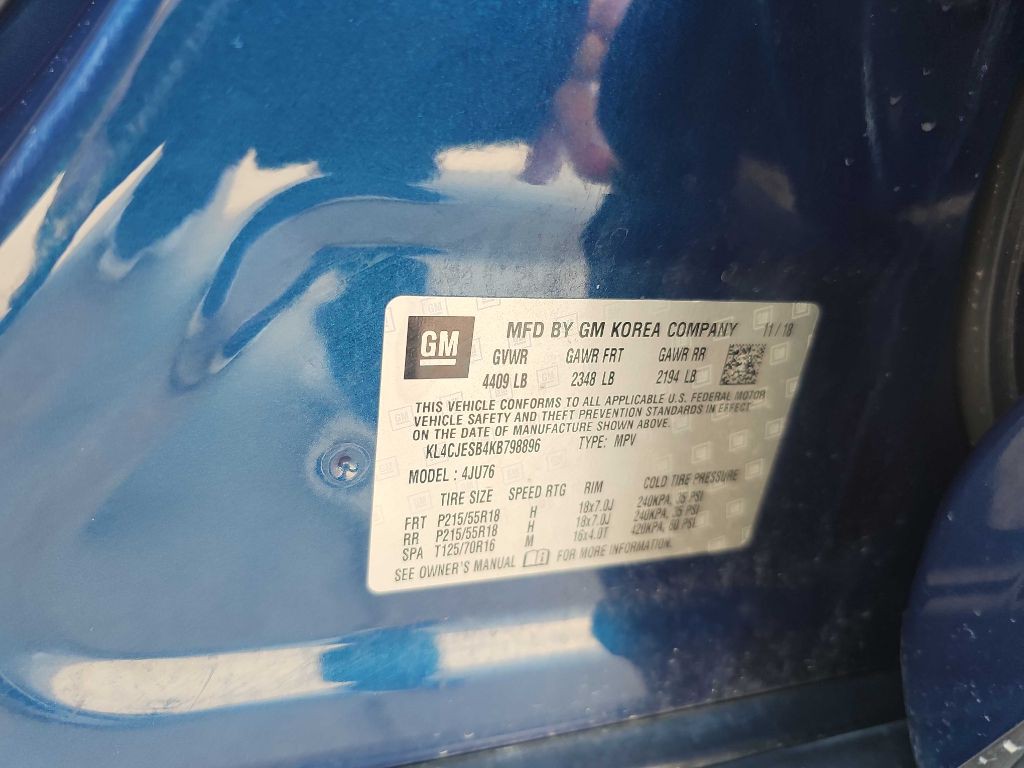 GM
MFD BY GM KOREA COMPANY 11/18
GVWR GAWR FRT GAWR RR
4409 LB 2348 LB 2194 LB
THIS VEHICLE CONFORMS TO ALL APPLICABLE U.S. FEDERAL MOTOR
VEHICLE SAFETY AND THEFT PREVENTION STANDARDS IN EFFECT
ON THE DATE OF MANUFACTURE SHOWN ABOVE.
KL4CJESB4KB798896 TYPE: MPV
MODEL: 4JU76
TIRE SIZE SPEED RTG RIM COLD TIRE PRESSURE
FRT P215/55R18 H 18x7.0J 240KPA, 35 PSI
RR P215/55R18 H 18x7.0J 240KPA, 35 PSI
SPA T125/70R16 M 16x4.0T 420KPA, 60 PSI
SEE OWNER'S MANUAL FOR MORE INFORMATION.